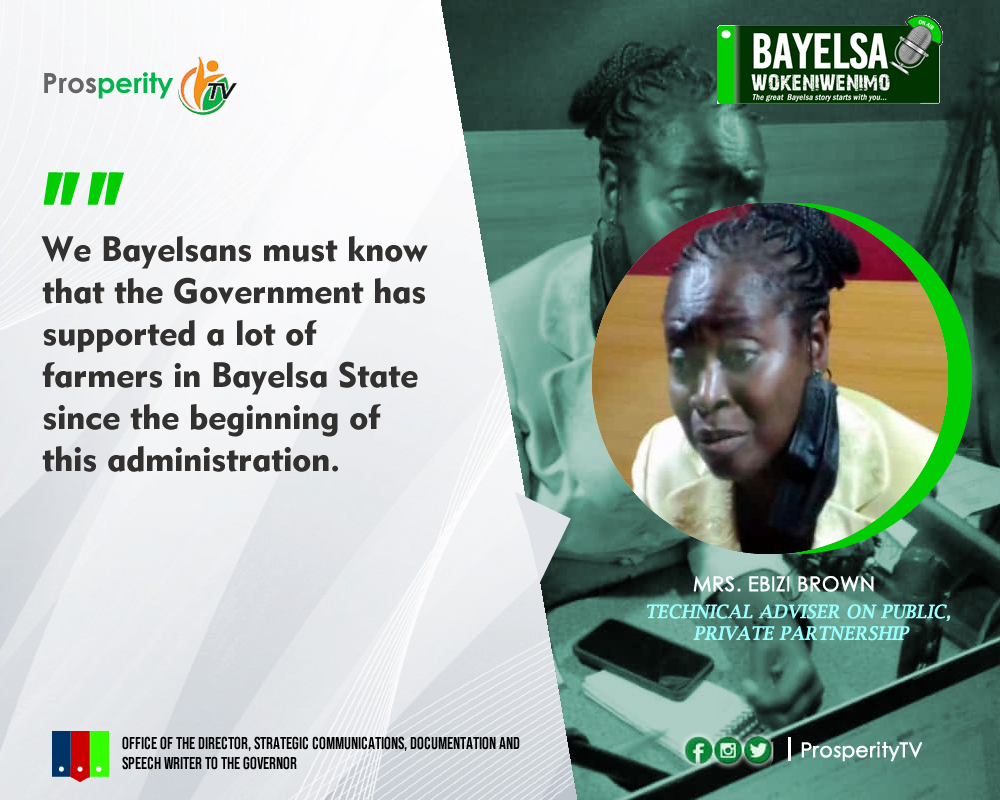 Prosperity TV
BAYELSA
ON AIR
WOKENIWENIMO
The great Bayelsa story starts with you...
""
We Bayelsans must know
that the Government has
supported a lot of
farmers in Bayelsa State
since the beginning of
this administration.
MRS. EBIZI BROWN
TECHNICAL ADVISER ON PUBLIC,
PRIVATE PARTNERSHIP
OFFICE OF THE DIRECTOR, STRATEGIC COMMUNICATIONS, DOCUMENTATION AND
SPEECH WRITER TO THE GOVERNOR
ProsperityTV